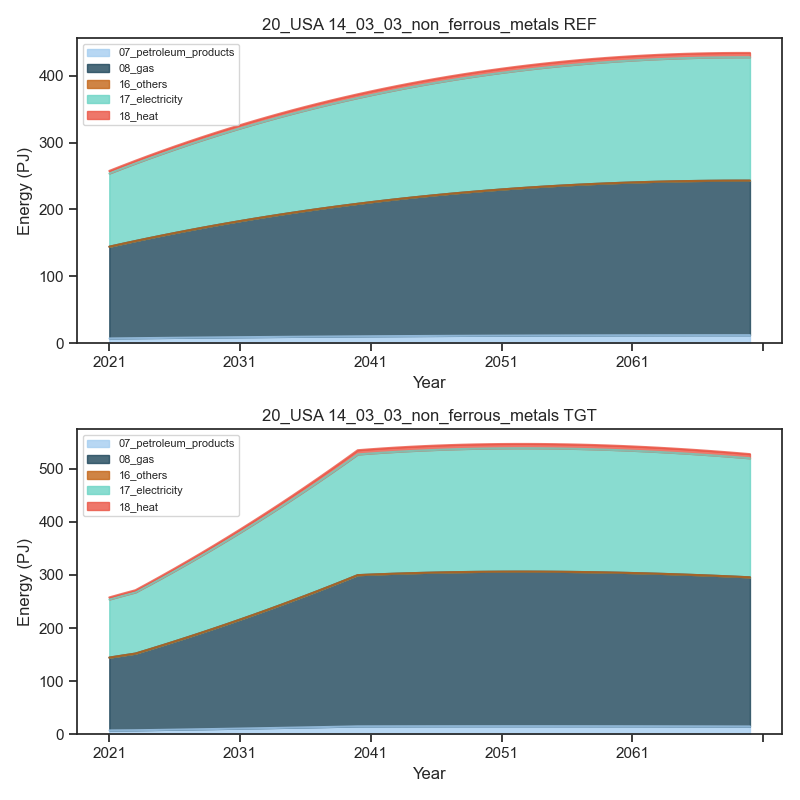 20_USA 14_03_03_non_ferrous_metals REF
07_petroleum_products
08_gas
16_others
17_electricity
18_heat
400
300
200
100
0
Energy (PJ)
2021 2031 2041 2051 2061
Year
20_USA 14_03_03_non_ferrous_metals TGT
07_petroleum_products
08_gas
16_others
17_electricity
18_heat
500
400
300
200
100
0
Energy (PJ)
2021 2031 2041 2051 2061
Year